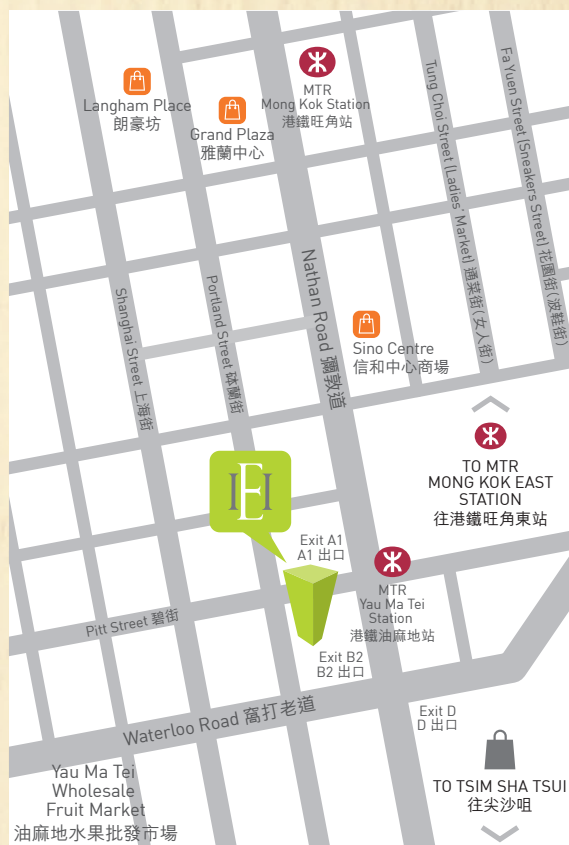 Langham Place
朗豪坊
Grand Plaza
雅蘭中心
MTR
Mong Kok Station
港鐵旺角站
Tung Choi Street (Ladies' Market) 通菜街(女人街)
Fa Yuen Street (Sneakers Street) 花園街(波鞋街)
Shanghai Street 上海街
Portland Street 砵蘭街
Nathan Road 彌敦道
Sino Centre
信和中心商場
TO MTR
MONG KOK EAST
STATION
往港鐵旺角東站
IEI
Exit A1
A1 出口
MTR
Yau Ma Tei
Station
港鐵油麻地站
Pitt Street 碧街
Exit B2
B2 出口
Waterloo Road 窩打老道
Exit D
D 出口
Yau Ma Tei
Wholesale
Fruit Market
油麻地水果批發市場
TO TSIM SHA TSUI
往尖沙咀